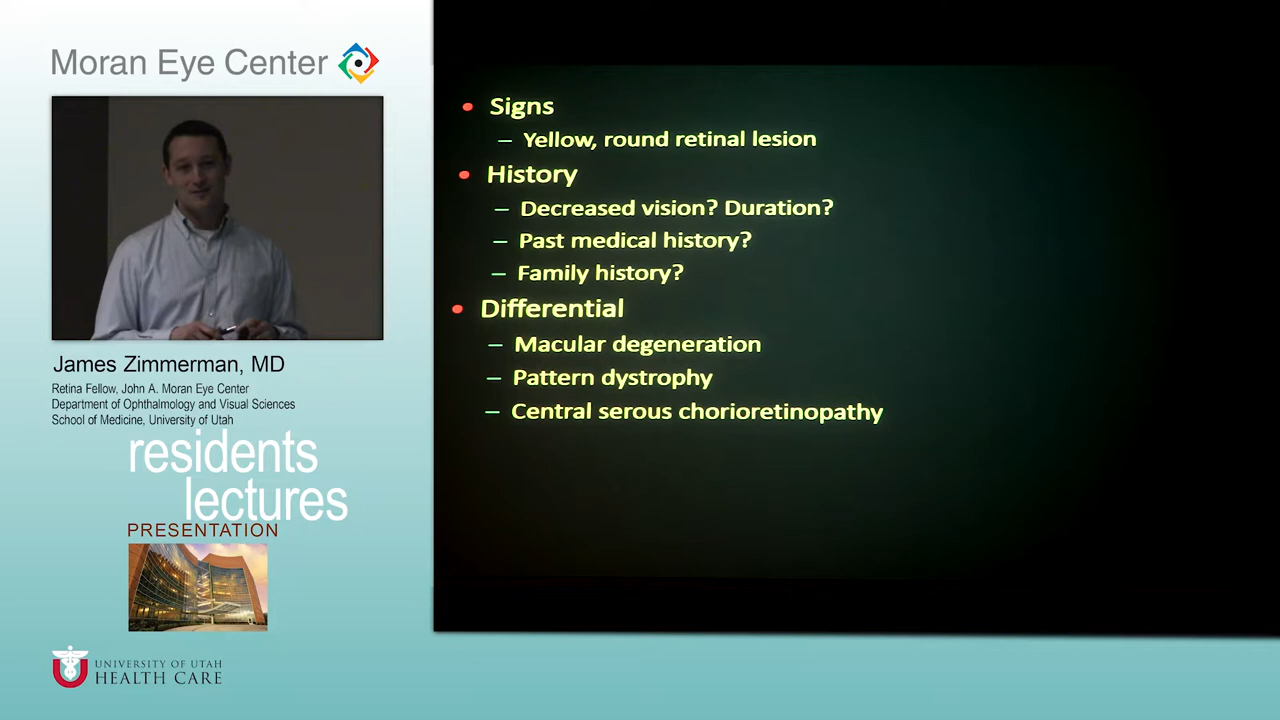 Moran Eye Center
James Zimmerman, MD
Retina Fellow, John A. Moran Eye Center
Department of Ophthalmology and Visual Sciences
School of Medicine, University of Utah
residents
lectures
PRESENTATION
UNIVERSITY OF UTAH
HEALTH CARE
• Signs
– Yellow, round retinal lesion
• History
– Decreased vision? Duration?
– Past medical history?
– Family history?
• Differential
– Macular degeneration
– Pattern dystrophy
– Central serous chorioretinopathy